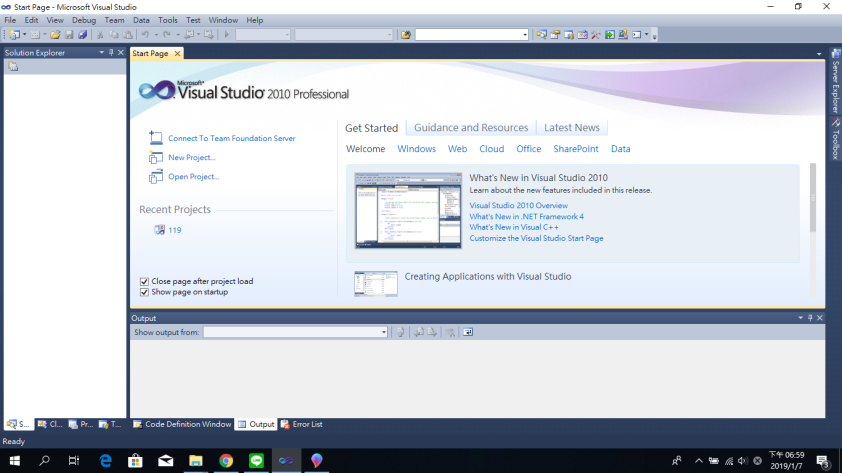 Start Page - Microsoft Visual Studio
File Edit View Debug Team Data Tools Test Window Help
Solution Explorer
Start Page
Microsoft
Visual Studio 2010 Professional
Connect To Team Foundation Server
New Project...
Open Project...
Recent Projects
119
Close page after project load
Show page on startup
Get Started Guidance and Resources Latest News
Welcome Windows Web Cloud Office SharePoint Data
What's New in Visual Studio 2010
Learn about the new features included in this release.
Visual Studio 2010 Overview
What's New in .NET Framework 4
What's New in Visual C++
Customize the Visual Studio Start Page
Creating Applications with Visual Studio
Server Explorer
Toolbox
Output
Show output from:
S... Cl... Pr... T... Code Definition Window Output Error List
Ready
下午 06:59
2019/1/7
3